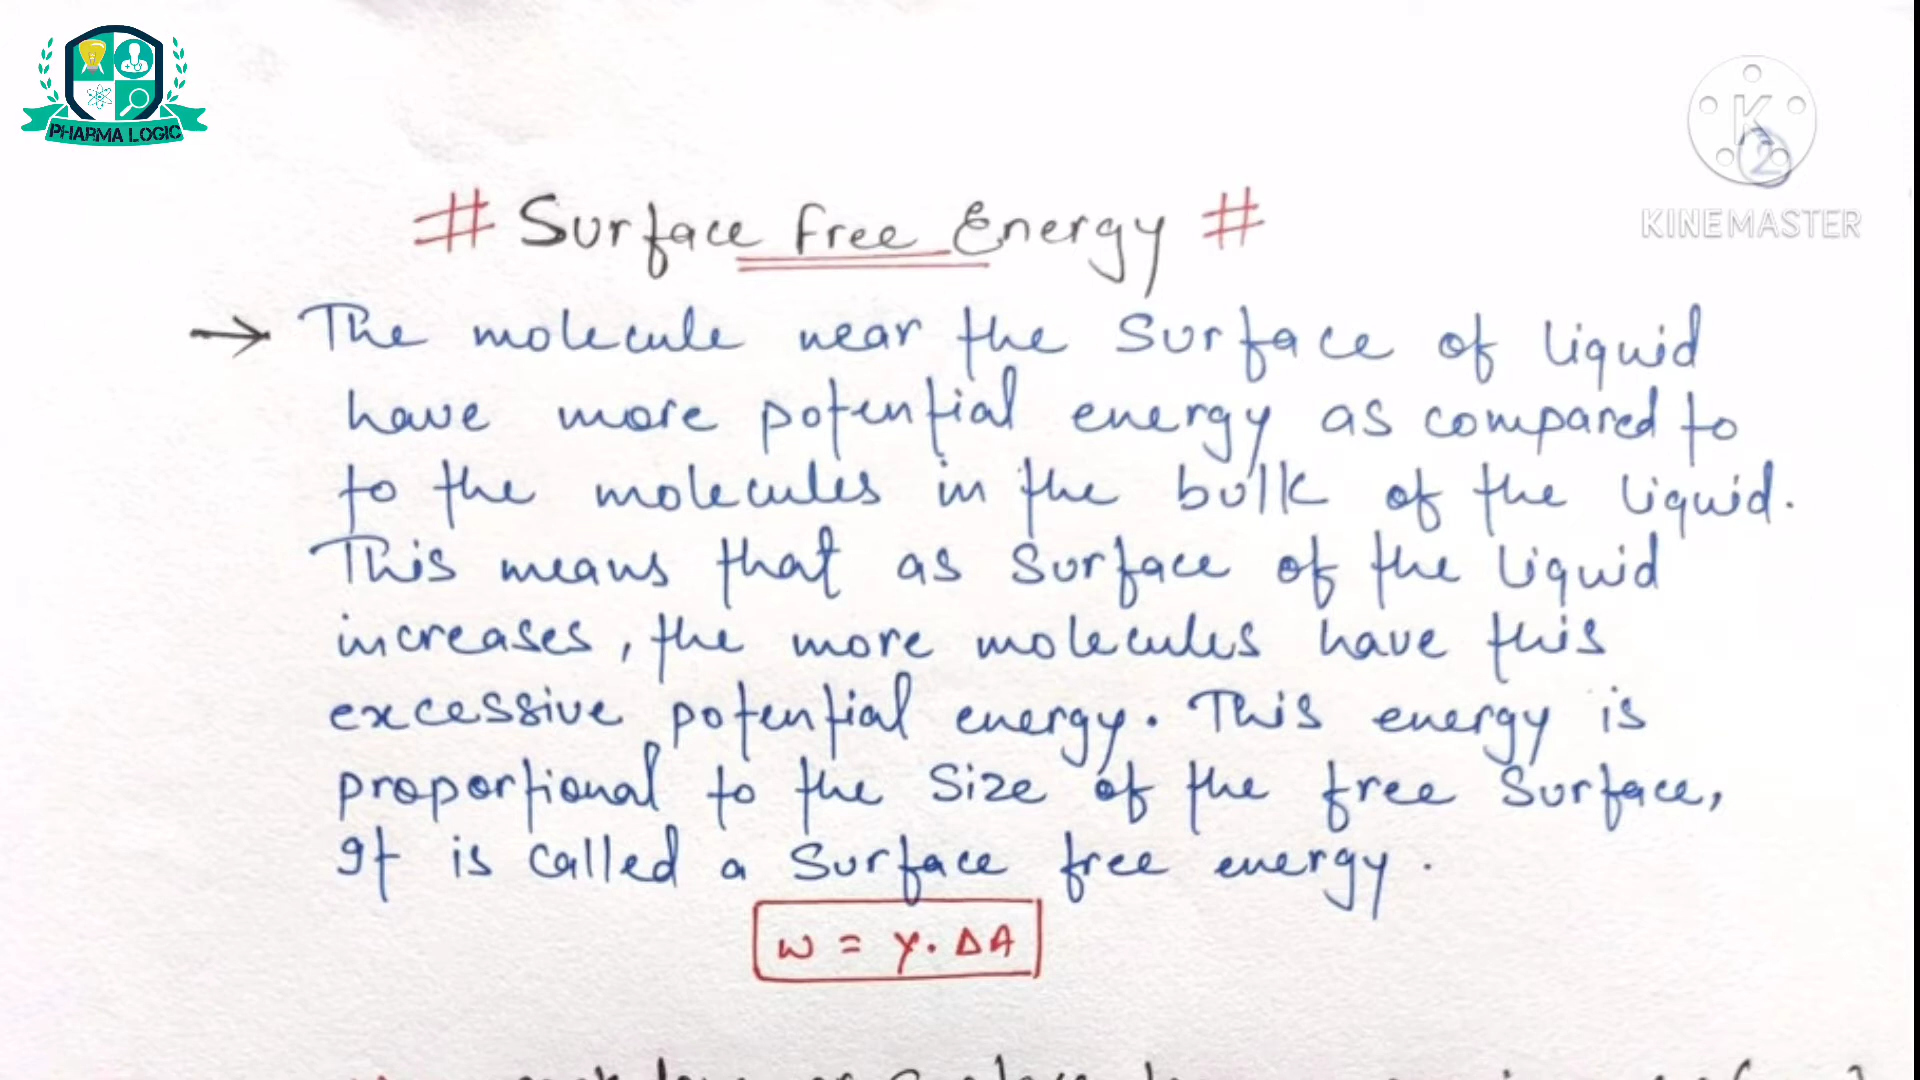 PHARMA LOGIC
K
2
KINEMASTER
# Surface free Energy #
→ The molecule near the Surface of liquid
have more potential energy as compared to
to the molecules in the bulk of the liquid.
This means that as Surface of the liquid
increases, the more molecules have this
excessive potential energy. This energy is
proportional to the Size of the free Surface,
It is called a Surface free energy.
W = γ. ΔA